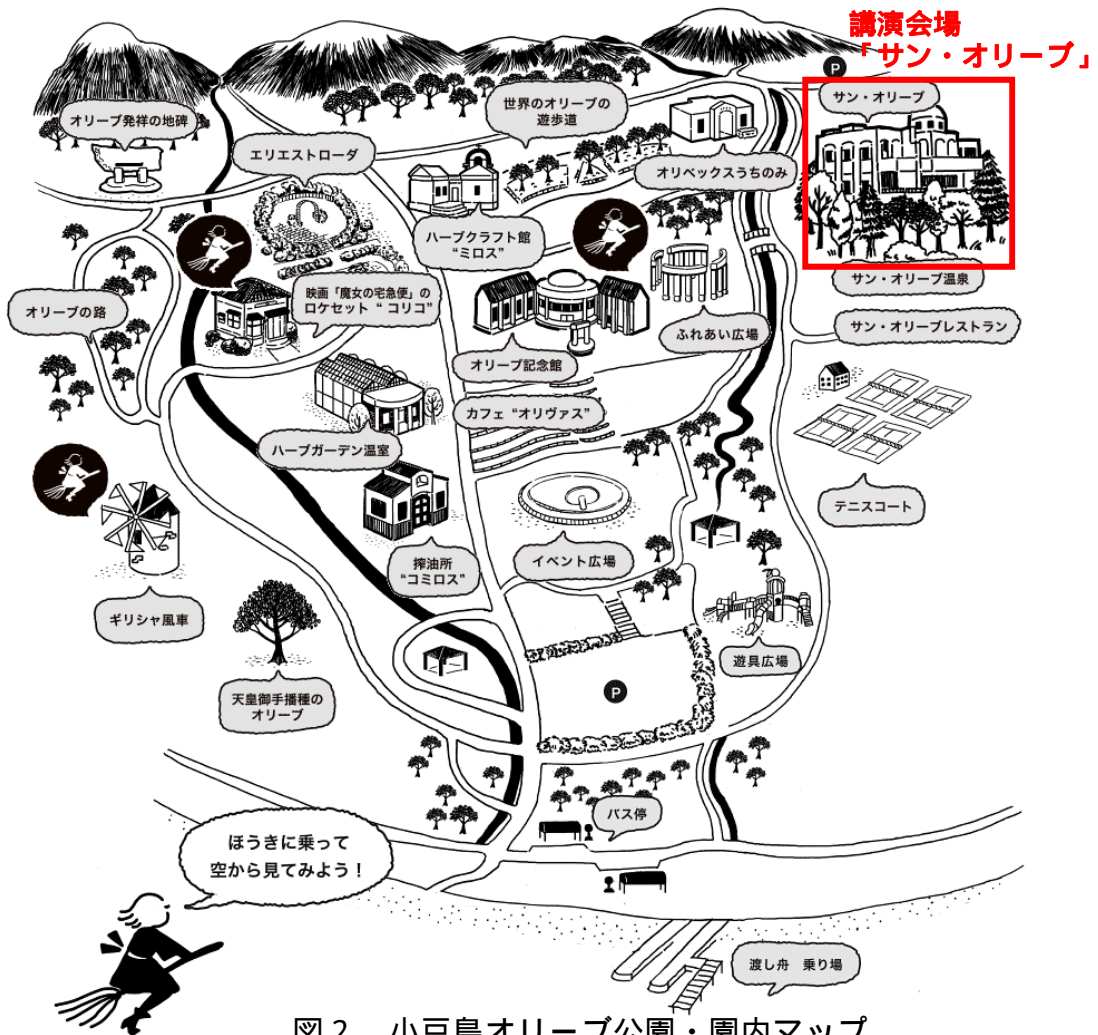 講演会場
「サン・オリーブ」
P
サン・オリーブ
世界のオリーブの
遊歩道
オリーブ発祥の地碑
エリエストローダ
オリベックスうちのみ
ハーブクラフト館
“ミロス”
サン・オリーブ温泉
映画「魔女の宅急便」の
ロケセット“ コリコ”
オリーブの路
ふれあい広場
サン・オリーブレストラン
オリーブ記念館
カフェ“オリヴァス”
ハーブガーデン温室
テニスコート
搾油所
“コミロス”
イベント広場
ギリシャ風車
遊具広場
天皇御手播種の
オリーブ
P
バス停
ほうきに乗って
空から見てみよう！
渡し舟　乗り場
図２　小豆島オリーブ公園・園内マップ